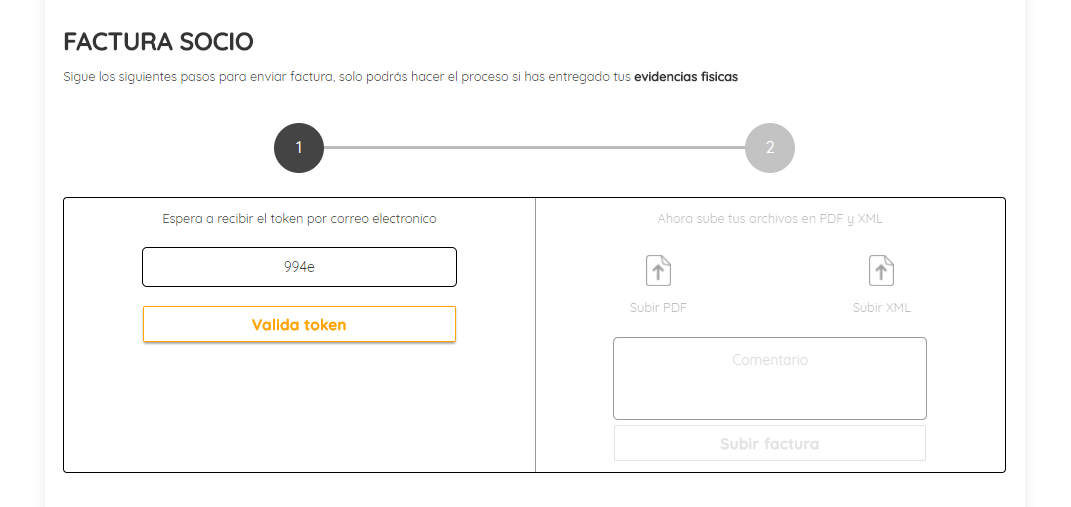 FACTURA SOCIO
Sigue los siguientes pasos para enviar factura, solo podrás hacer el proceso si has entregado tus evidencias fisicas
1
2
Espera a recibir el token por correo electronico
994e
Valida token
Ahora sube tus archivos en PDF y XML
Subir PDF
Subir XML
Comentario
Subir factura